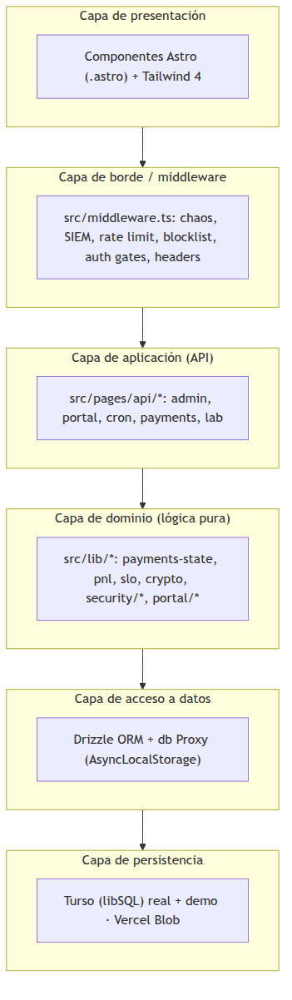 Capa de presentación
Componentes Astro
(.astro) + Tailwind 4
Capa de borde / middleware
src/middleware.ts: chaos,
SIEM, rate limit, blocklist,
auth gates, headers
Capa de aplicación (API)
src/pages/api/*: admin,
portal, cron, payments, lab
Capa de dominio (lógica pura)
src/lib/*: payments-state,
pnl, slo, crypto,
security/*, portal/*
Capa de acceso a datos
Drizzle ORM + db Proxy
(AsyncLocalStorage)
Capa de persistencia
Turso (libSQL) real + demo
· Vercel Blob